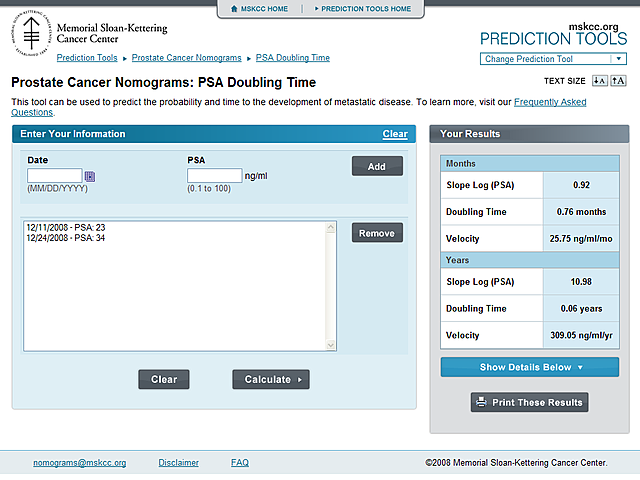 MSKCC HOME
PREDICTION TOOLS HOME
Memorial Sloan-Kettering
Cancer Center
mskcc.org
PREDICTION TOOLS
Prediction Tools ▸ Prostate Cancer Nomograms ▸ PSA Doubling Time
Change Prediction Tool
Prostate Cancer Nomograms: PSA Doubling Time
TEXT SIZE ↓A ↑A
This tool can be used to predict the probability and time to the development of metastatic disease. To learn more, visit our Frequently Asked
Questions.
Enter Your Information
Clear
Date
PSA
ng/ml
(MM/DD/YYYY)
(0.1 to 100)
Add
12/11/2008 - PSA: 23
12/24/2008 - PSA: 34
Remove
Clear
Calculate ▸
Your Results
Months
Slope Log (PSA) 0.92
Doubling Time 0.76 months
Velocity 25.75 ng/ml/mo
Years
Slope Log (PSA) 10.98
Doubling Time 0.06 years
Velocity 309.05 ng/ml/yr
Show Details Below ▾
Print These Results
nomograms@mskcc.org
Disclaimer
FAQ
©2008 Memorial Sloan-Kettering Cancer Center.